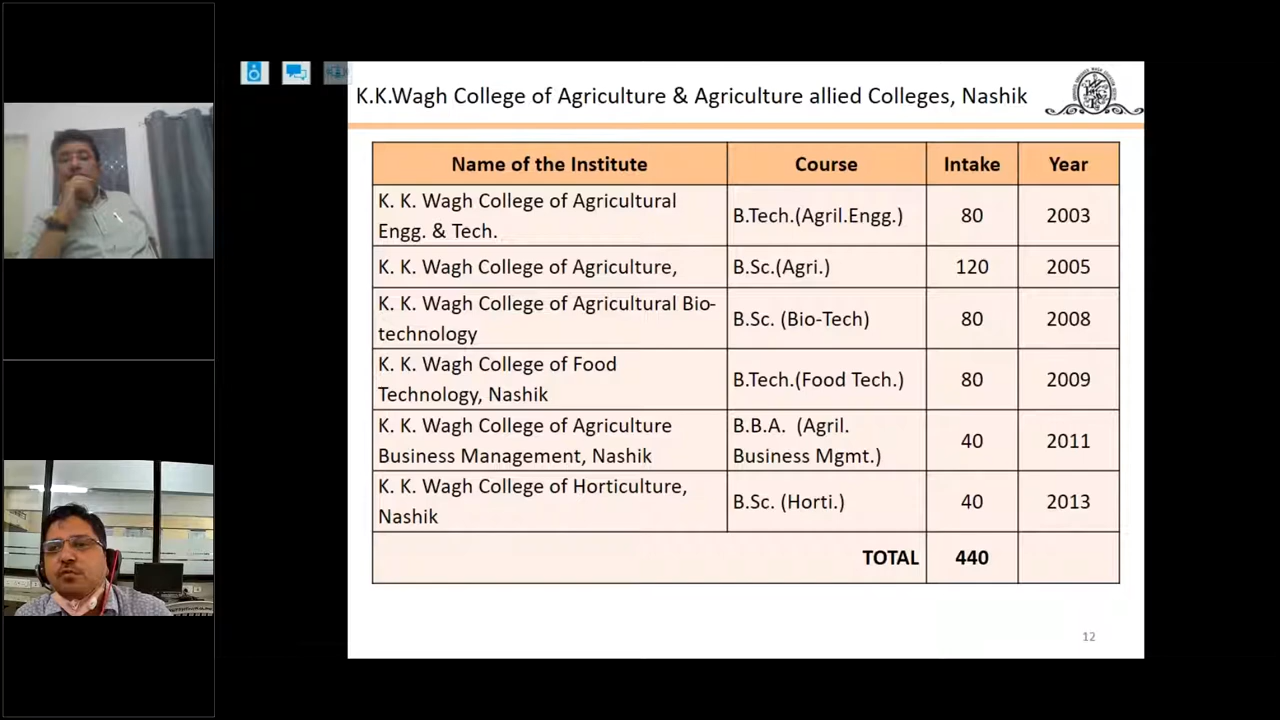 K.K.Wagh College of Agriculture & Agriculture allied Colleges, Nashik
Name of the Institute Course Intake Year
K. K. Wagh College of Agricultural
Engg. & Tech.
B.Tech.(Agril.Engg.) 80 2003
K. K. Wagh College of Agriculture, B.Sc.(Agri.) 120 2005
K. K. Wagh College of Agricultural Bio-
technology
B.Sc. (Bio-Tech) 80 2008
K. K. Wagh College of Food
Technology, Nashik
B.Tech.(Food Tech.) 80 2009
K. K. Wagh College of Agriculture
Business Management, Nashik
B.B.A. (Agril.
Business Mgmt.)
40 2011
K. K. Wagh College of Horticulture,
Nashik
B.Sc. (Horti.) 40 2013
TOTAL 440
12